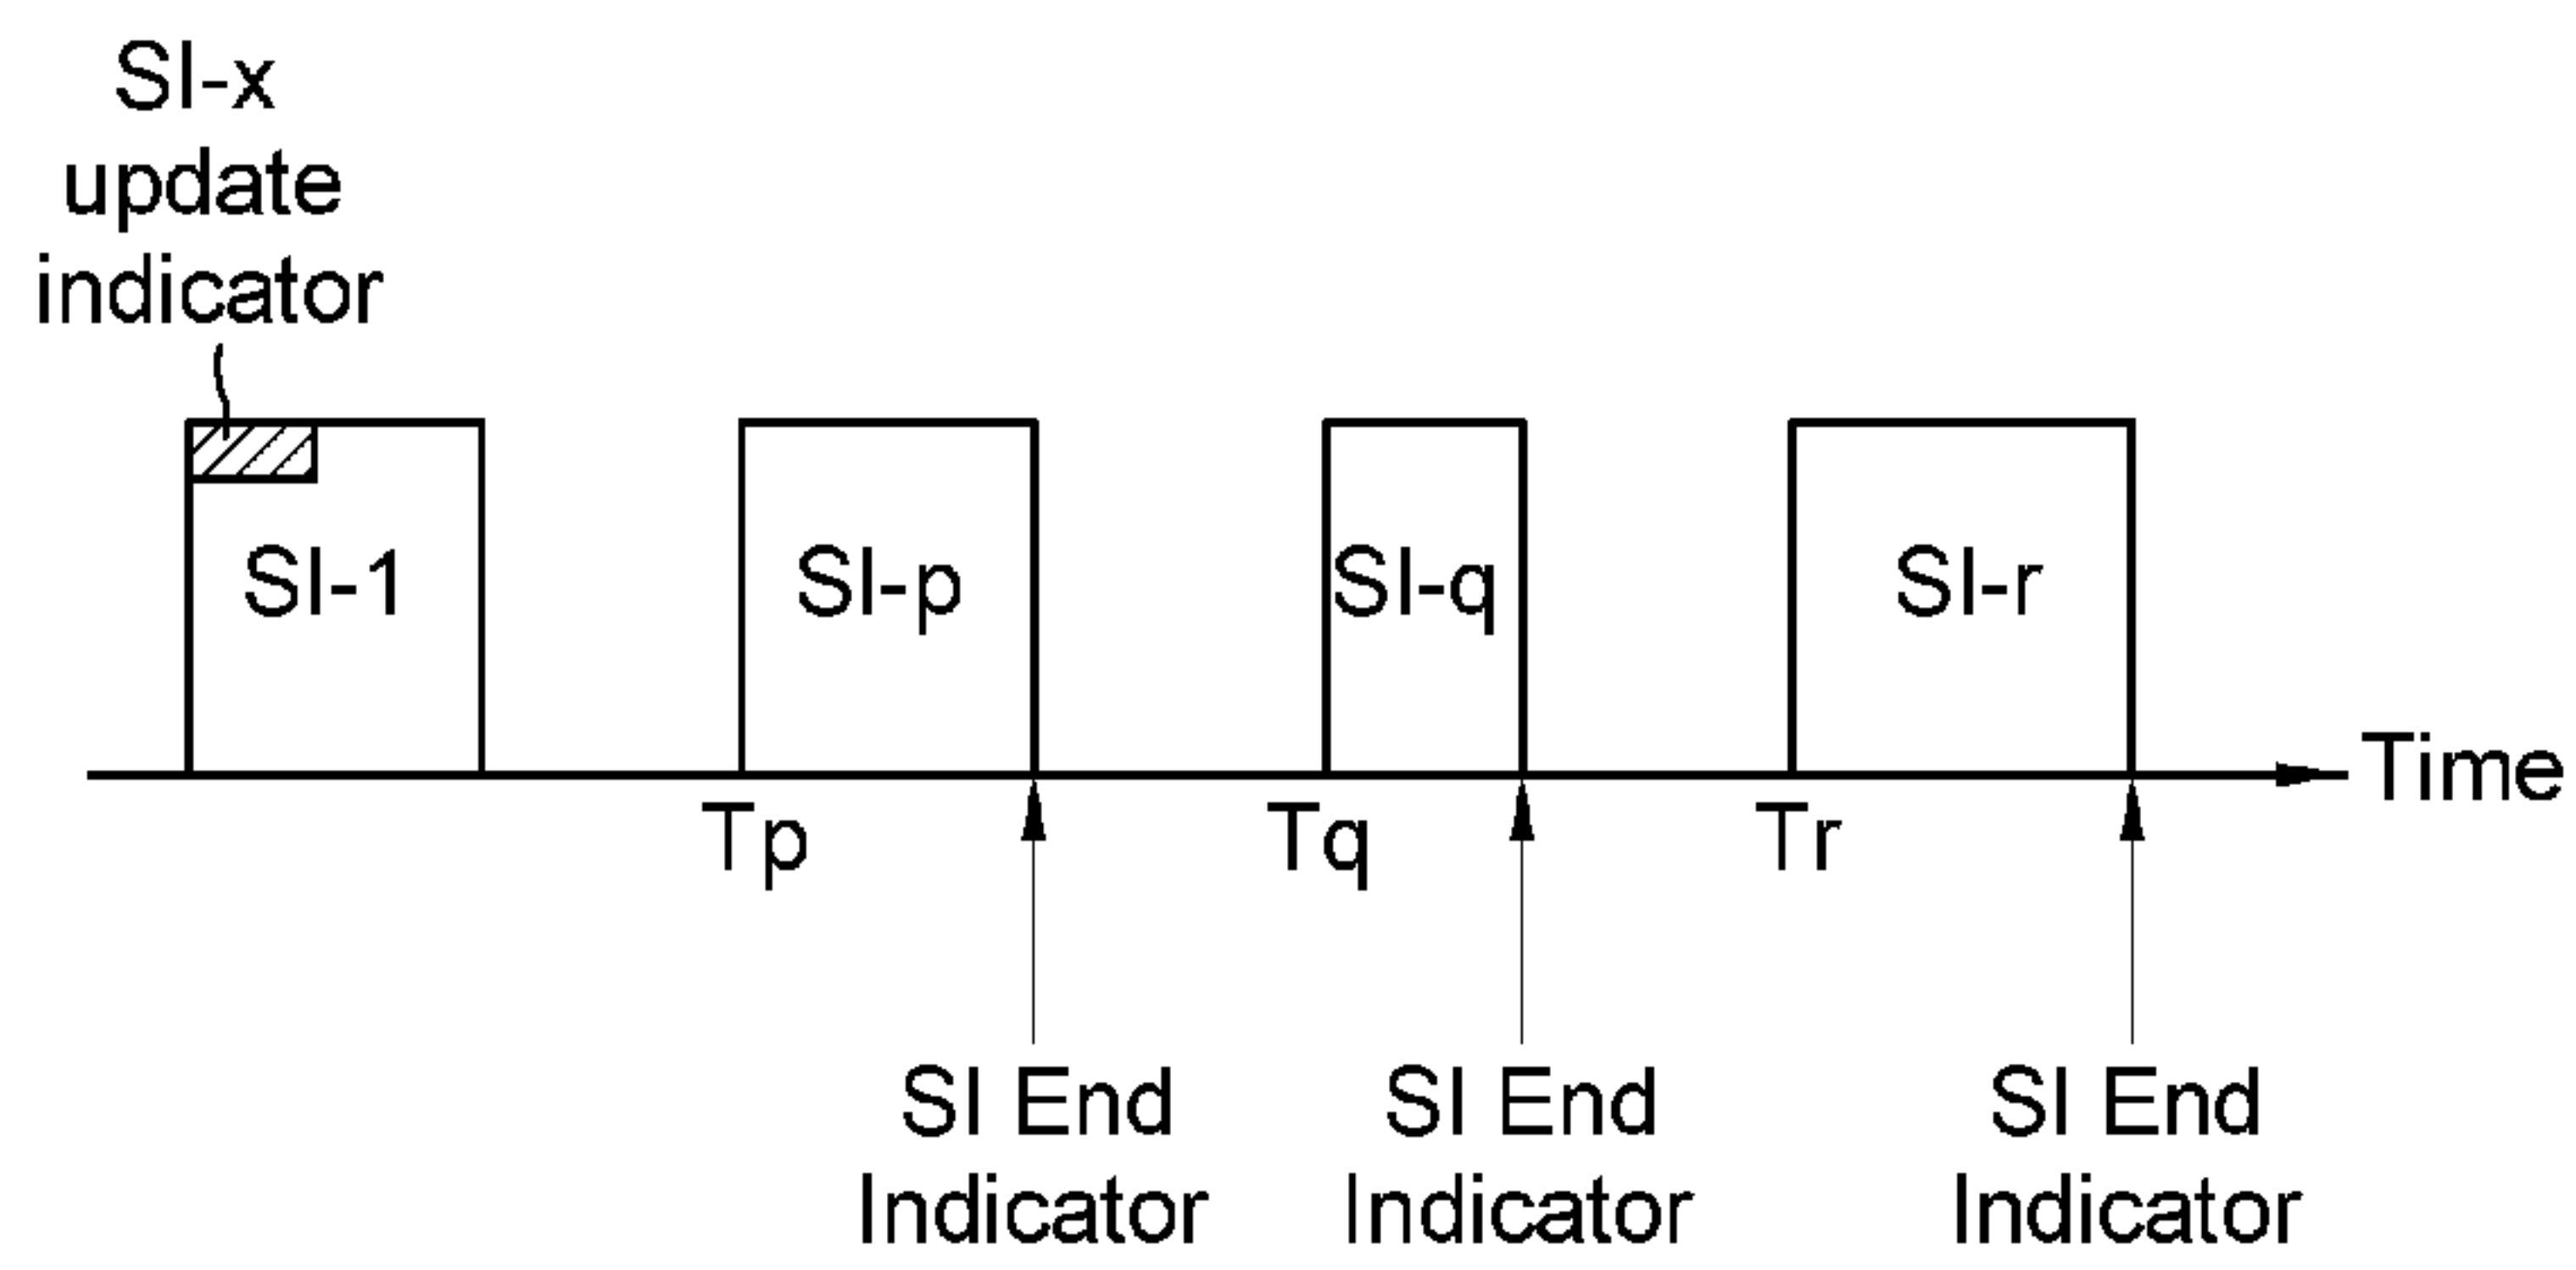 SI-x
update
indicator
SI-1
SI-p
SI-q
SI-r
Time
Tp
Tq
Tr
SI End
Indicator
SI End
Indicator
SI End
Indicator